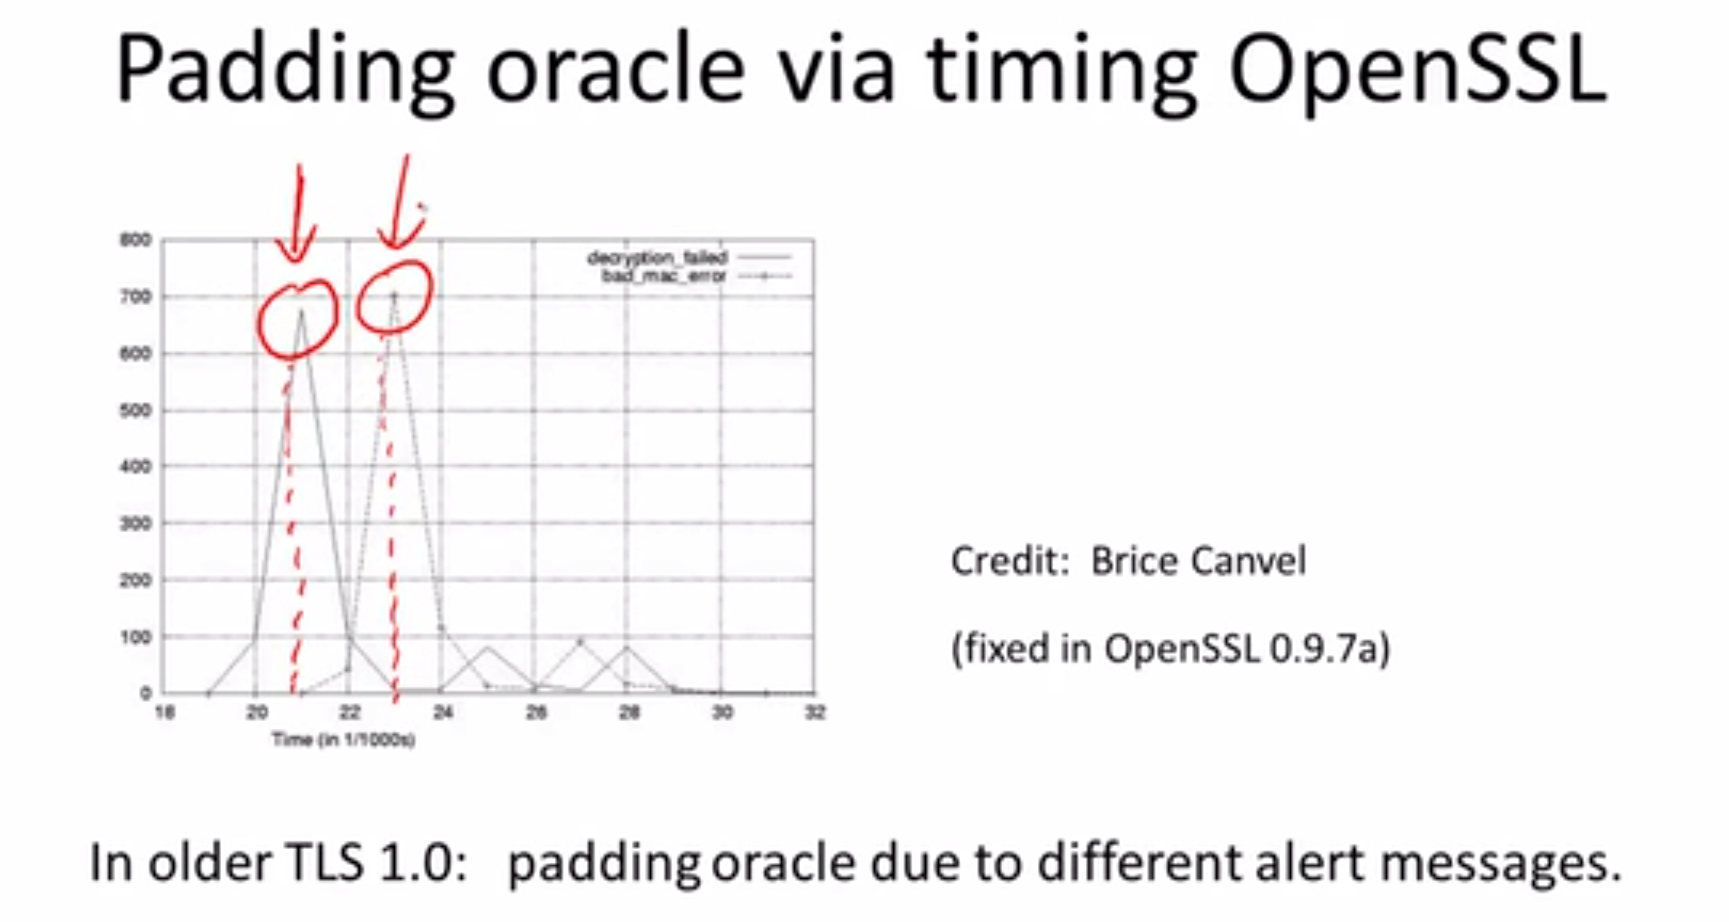 Padding oracle via timing OpenSSL
800
700
600
500
400
300
200
100
0
decryption_failed
bad_mac_error
18 20 22 24 26 28 30 32
Time (in 1/1000s)
Credit: Brice Canvel
(fixed in OpenSSL 0.9.7a)
In older TLS 1.0: padding oracle due to different alert messages.